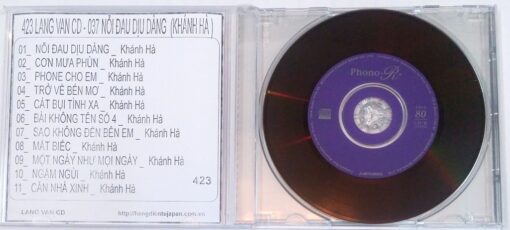 423 LANG VAN CD - 037 NỖI ĐAU DỊU DÀNG (KHÁNH HÀ)
01_ NỖI ĐAU DỊU DÀNG _ Khánh Hà
02_ CƠN MƯA PHÙN _ Khánh Hà
03_ PHONE CHO EM _ Khánh Hà
04_ TRỞ VỀ BẾN MƠ _ Khánh Hà
05_ CÁT BỤI TÌNH XA _ Khánh Hà
06_ BÀI KHÔNG TÊN SỐ 4 _ Khánh Hà
07_ SAO KHÔNG ĐẾN BÊN EM _ Khánh Hà
08_ MẮT BIẾC _ Khánh Hà
09_ MỘT NGÀY NHƯ MỌI NGÀY _ Khánh Hà
10_ NGẬM NGÙI _ Khánh Hà
11_ CĂN NHÀ XINH _ Khánh Hà
423
LANG VAN CD
Phono-R
80